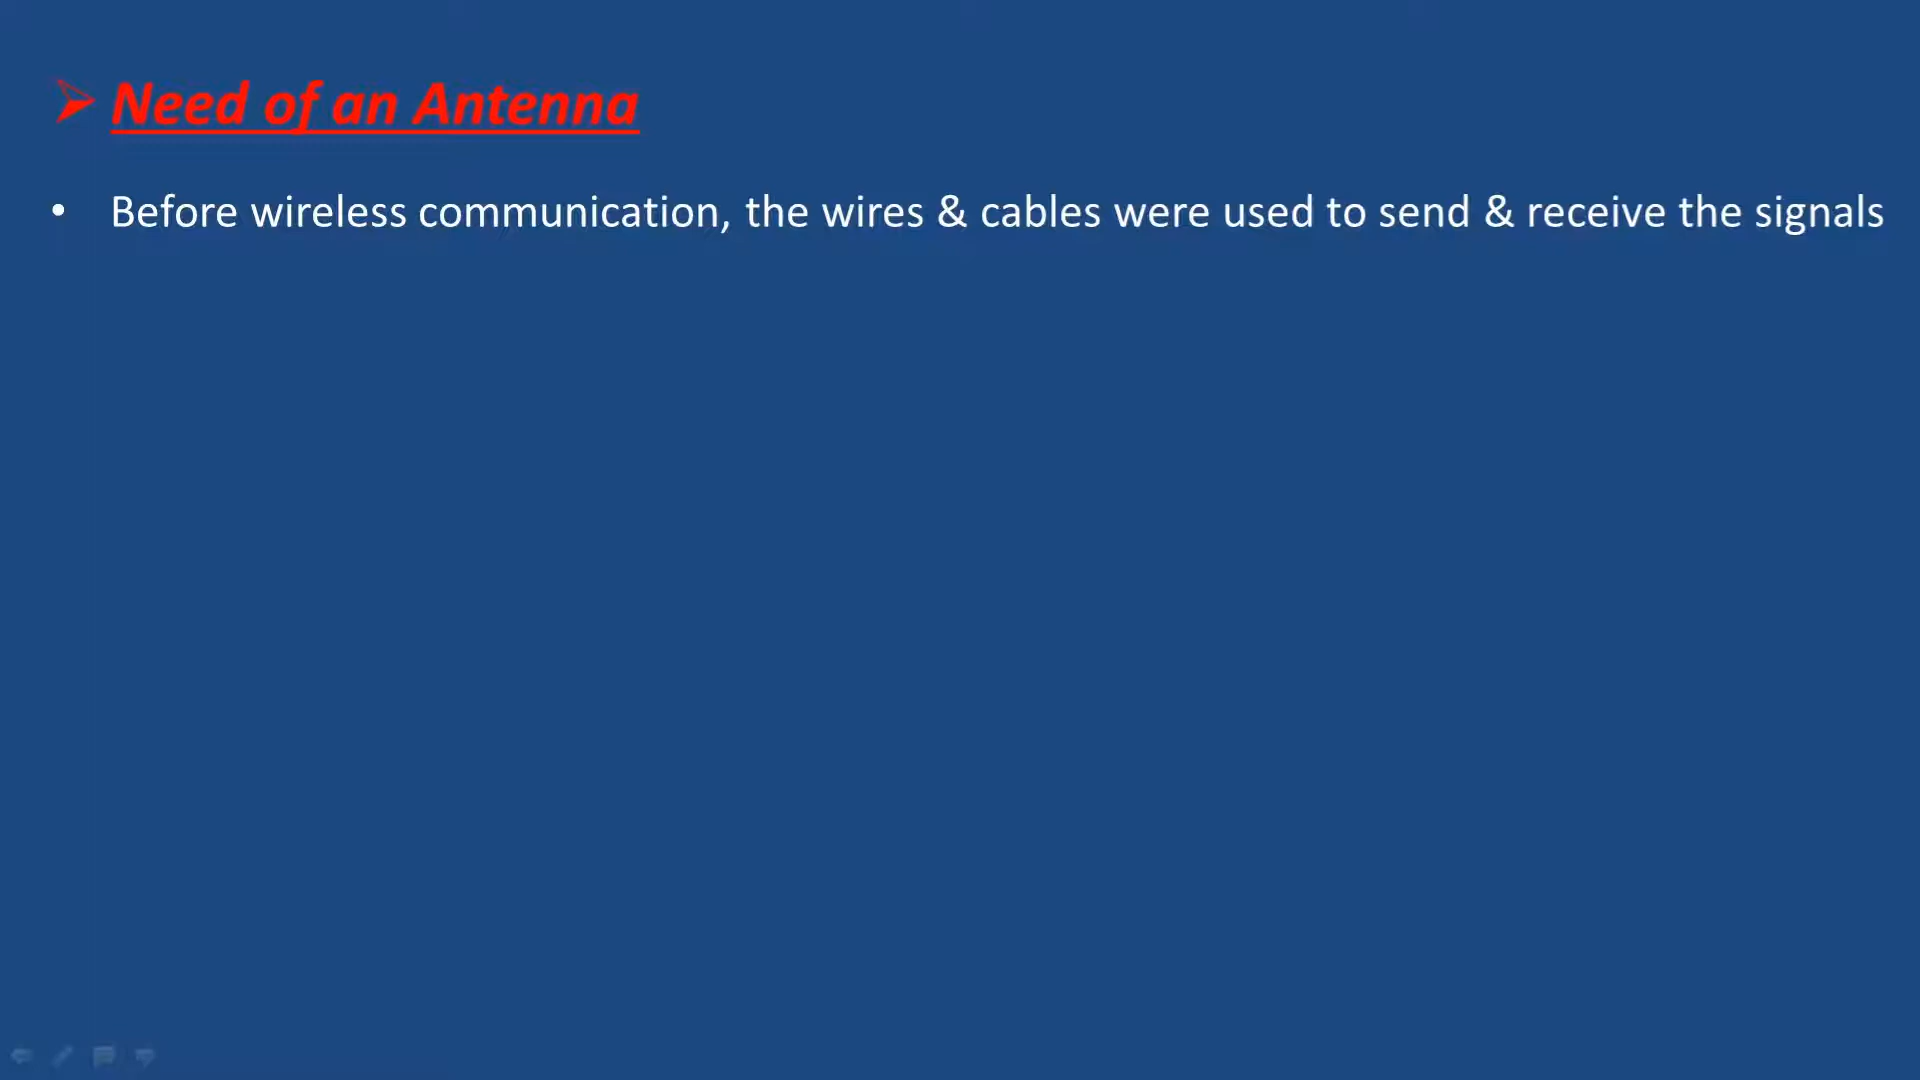 Need of an Antenna
• Before wireless communication, the wires & cables were used to send & receive the signals